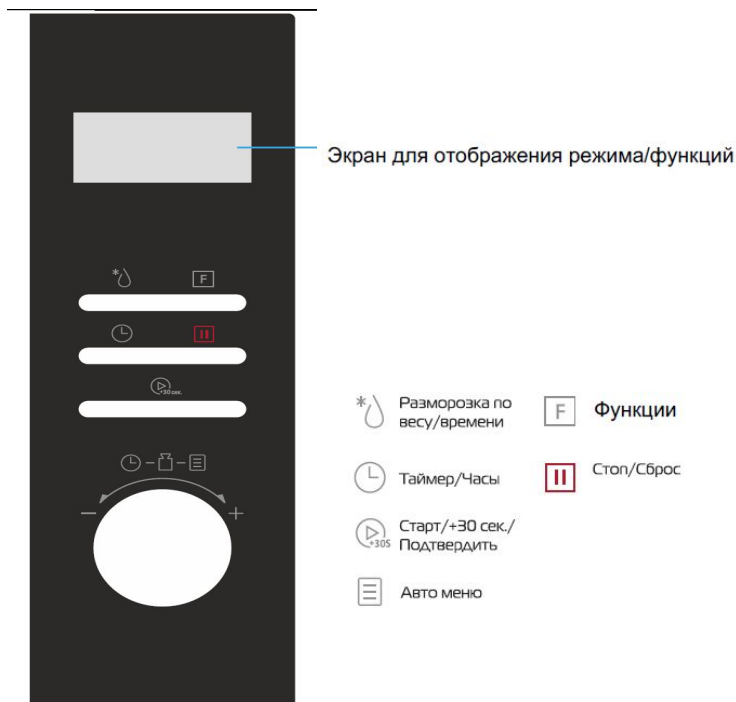 Экран для отображения режима/функций
F
+30 сек.
Разморозка по
весу/времени
F
Функции
Таймер/Часы
Стоп/Сброс
+30S
Старт/+30 сек./
Подтвердить
Авто меню
- +